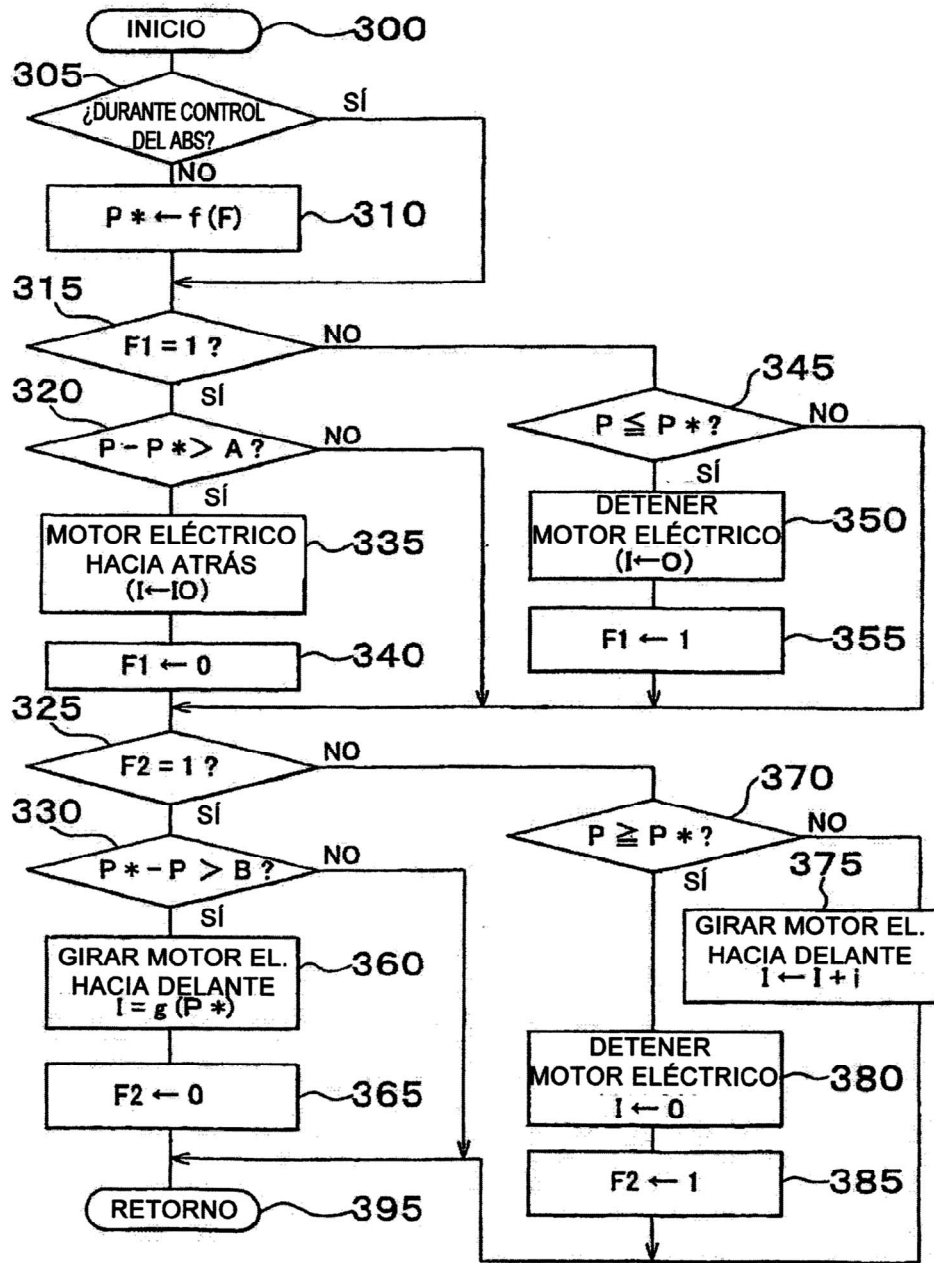 INICIO
300
305
¿DURANTE CONTROL
DEL ABS?
SÍ
NO
P * ← f (F)
310
315
F1 = 1 ?
NO
SÍ
320
P − P * > A ?
NO
SÍ
345
P ≦ P * ?
NO
SÍ
MOTOR ELÉCTRICO
HACIA ATRÁS
(I←I0)
335
DETENER
MOTOR ELÉCTRICO
(I←0)
350
F1 ← 0
340
F1 ← 1
355
325
F2 = 1 ?
NO
SÍ
330
P * − P > B ?
NO
SÍ
370
P ≧ P * ?
NO
SÍ
375
GIRAR MOTOR EL.
HACIA DELANTE
I ← I + i
GIRAR MOTOR EL.
HACIA DELANTE
I = g (P *)
360
DETENER
MOTOR ELÉCTRICO
I ← 0
380
F2 ← 0
365
F2 ← 1
385
RETORNO
395